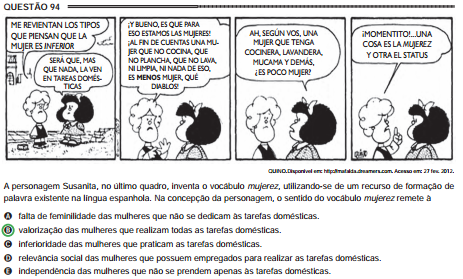 QUESTÃO 94
ME REVIENTAN LOS TIPOS
QUE PIENSAN QUE LA
MUJER ES INFERIOR
SERÁ QUE, MAS
QUE NADA, LA VEN
EN TAREAS DOMÉS-
TICAS
¡Y BUENO, ES QUE PARA
ESO ESTAMOS LAS MUJERES!
¡AL FIN DE CUENTAS UNA MU-
JER QUE NO COCINA, QUE
NO PLANCHA, QUE NO LAVA,
NI LIMPIA, NI NADA DE ESO,
ES MENOS MUJER, QUÉ
DIABLOS!
AH, SEGÚN VOS, UNA
MUJER QUE TENGA
COCINERA, LAVANDERA,
MUCAMA Y DEMÁS,
¿ES POCO MUJER?
¡MOMENTITO!...UNA
COSA ES LA MUJEREZ
Y OTRA EL STATUS
QUINO. Disponível em: http://mafalda.dreamers.com. Acesso em: 27 fev. 2012.
A personagem Susanita, no último quadro, inventa o vocábulo mujerez, utilizando-se de um recurso de formação de
palavra existente na língua espanhola. Na concepção da personagem, o sentido do vocábulo mujerez remete à
A falta de feminilidade das mulheres que não se dedicam às tarefas domésticas.
B valorização das mulheres que realizam todas as tarefas domésticas.
C inferioridade das mulheres que praticam as tarefas domésticas.
D relevância social das mulheres que possuem empregados para realizar as tarefas domésticas.
E independência das mulheres que não se prendem apenas às tarefas domésticas.